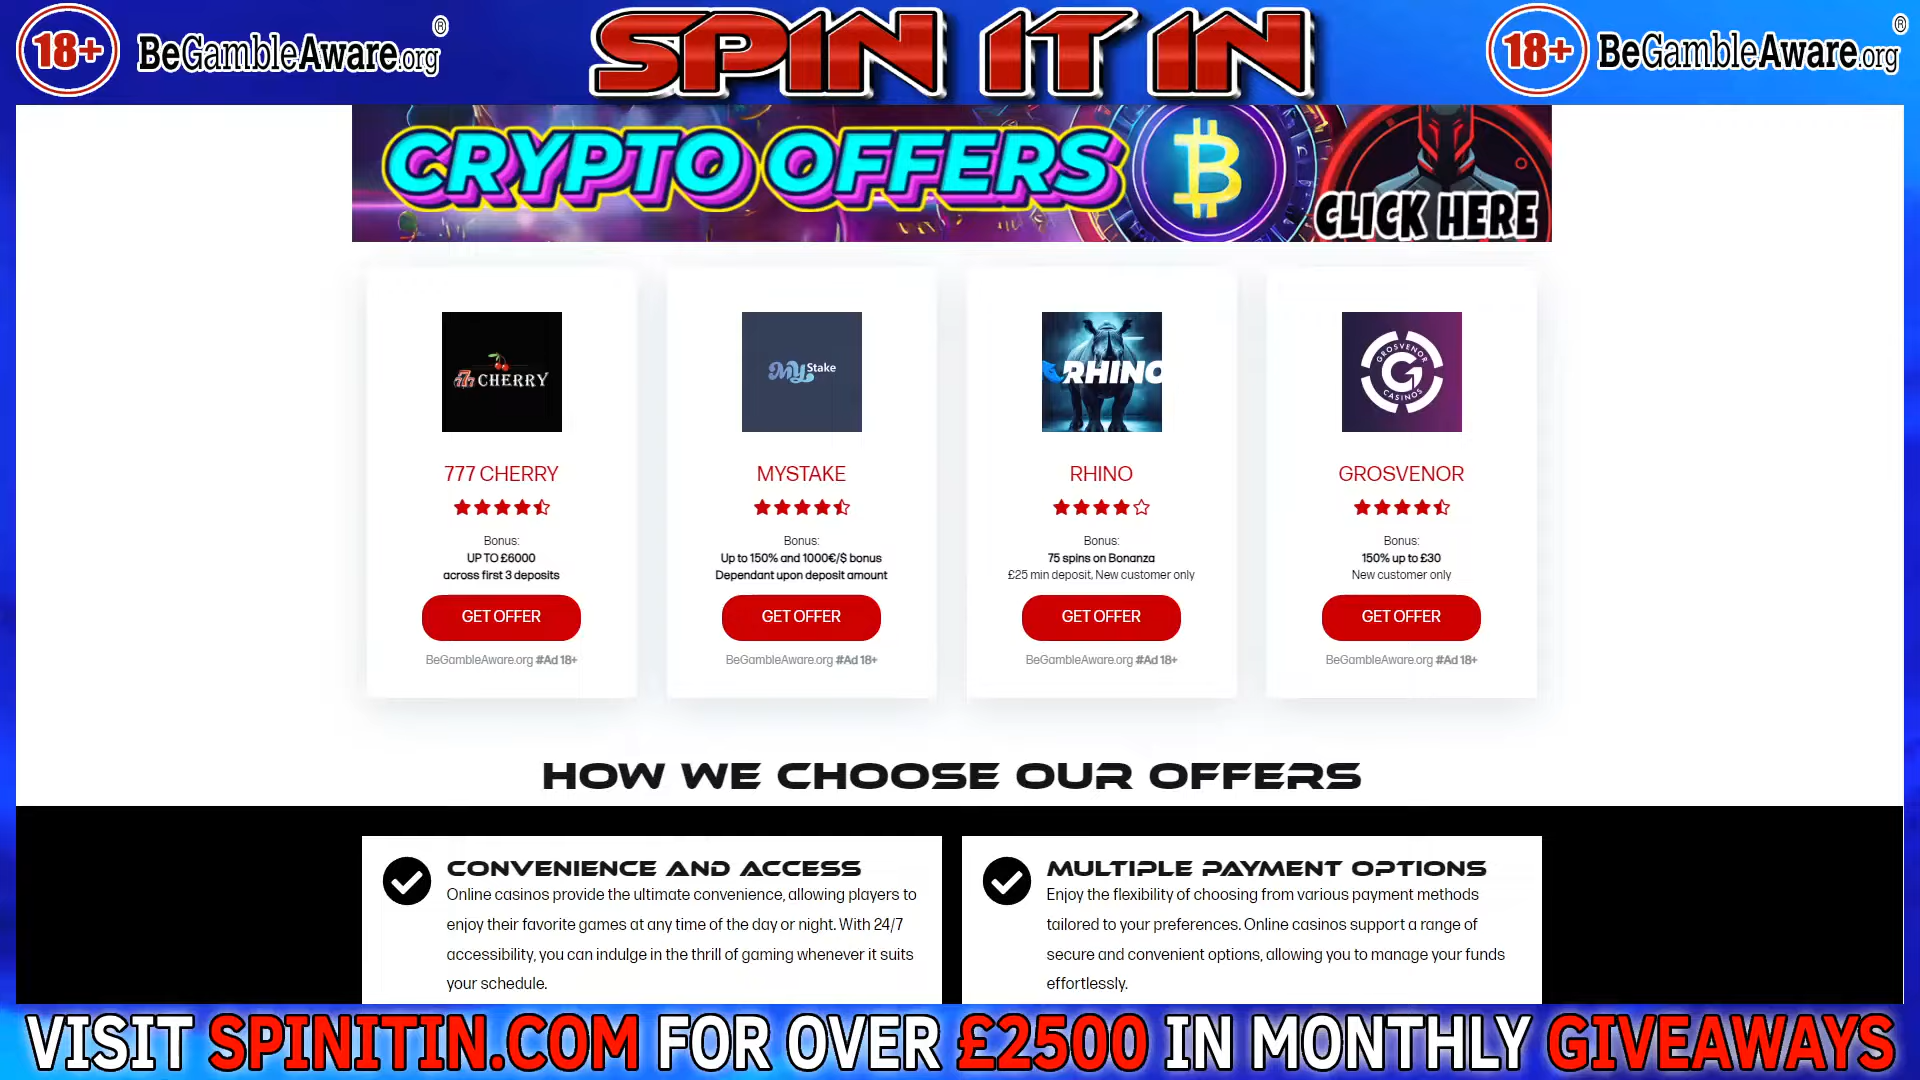 18+ BeGambleAware.org®
SPIN IT IN
18+ BeGambleAware.org®
CRYPTO OFFERS
CLICK HERE
777 CHERRY
My Stake
RHINO
GROSVENOR
G
CASINOS
777 CHERRY
MYSTAKE
RHINO
GROSVENOR
Bonus:
UP TO £6000
across first 3 deposits
Bonus:
Up to 150% and 1000€/$ bonus
Dependant upon deposit amount
Bonus:
75 spins on Bonanza
£25 min deposit, New customer only
Bonus:
150% up to £30
New customer only
GET OFFER
GET OFFER
GET OFFER
GET OFFER
BeGambleAware.org #Ad 18+
BeGambleAware.org #Ad 18+
BeGambleAware.org #Ad 18+
BeGambleAware.org #Ad 18+
HOW WE CHOOSE OUR OFFERS
CONVENIENCE AND ACCESS
Online casinos provide the ultimate convenience, allowing players to
enjoy their favorite games at any time of the day or night. With 24/7
accessibility, you can indulge in the thrill of gaming whenever it suits
your schedule.
MULTIPLE PAYMENT OPTIONS
Enjoy the flexibility of choosing from various payment methods
tailored to your preferences. Online casinos support a range of
secure and convenient options, allowing you to manage your funds
effortlessly.
VISIT SPINITIN.COM FOR OVER £2500 IN MONTHLY GIVEAWAYS